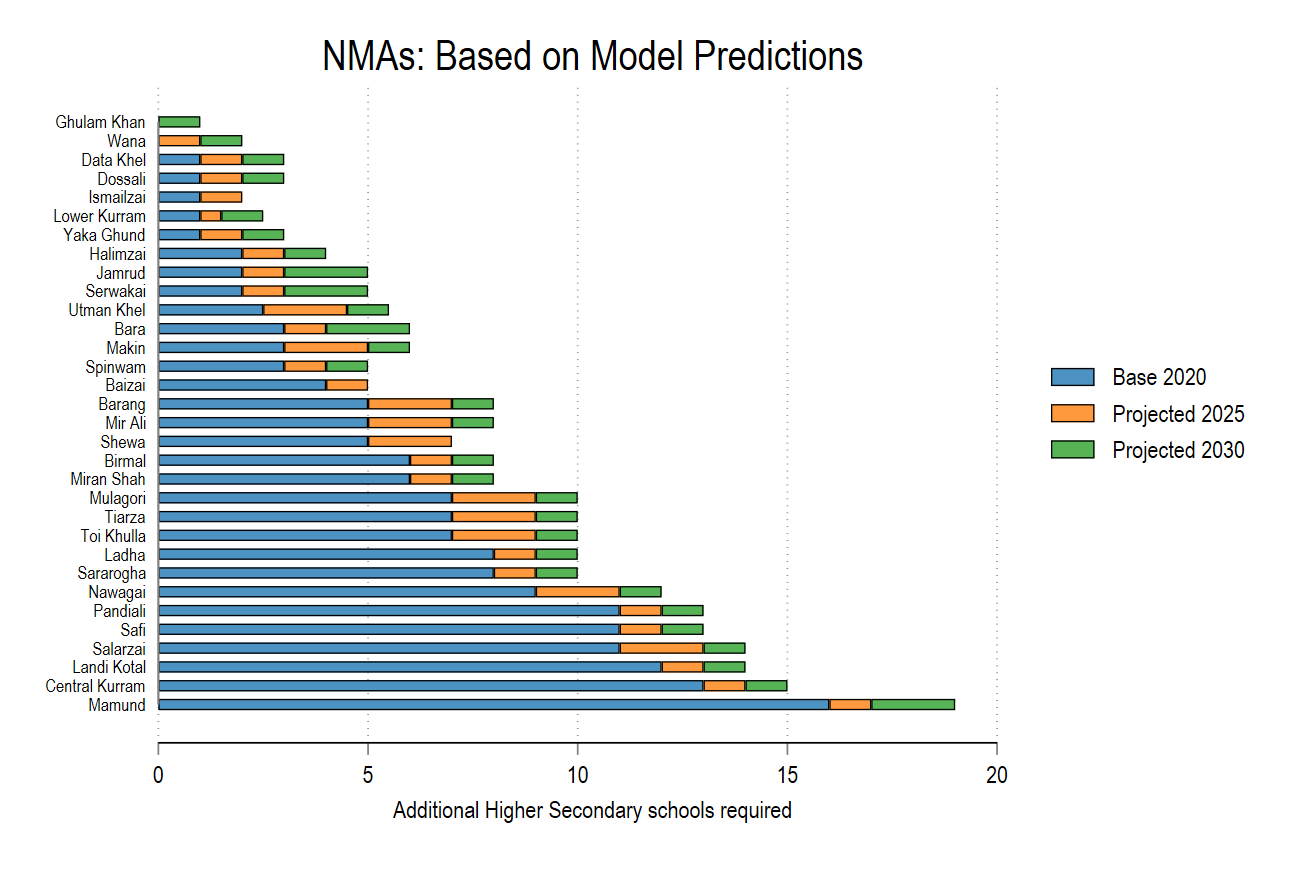 NMAs: Based on Model Predictions
Ghulam Khan
Wana
Data Khel
Dossali
Ismailzai
Lower Kurram
Yaka Ghund
Halimzai
Jamrud
Serwakai
Utman Khel
Bara
Makin
Spinwam
Baizai
Barang
Mir Ali
Shewa
Birmal
Miran Shah
Mulagori
Tiarza
Toi Khulla
Ladha
Sararogha
Nawagai
Pandiali
Safi
Salarzai
Landi Kotal
Central Kurram
Mamund
0 5 10 15 20
Additional Higher Secondary schools required
Base 2020
Projected 2025
Projected 2030